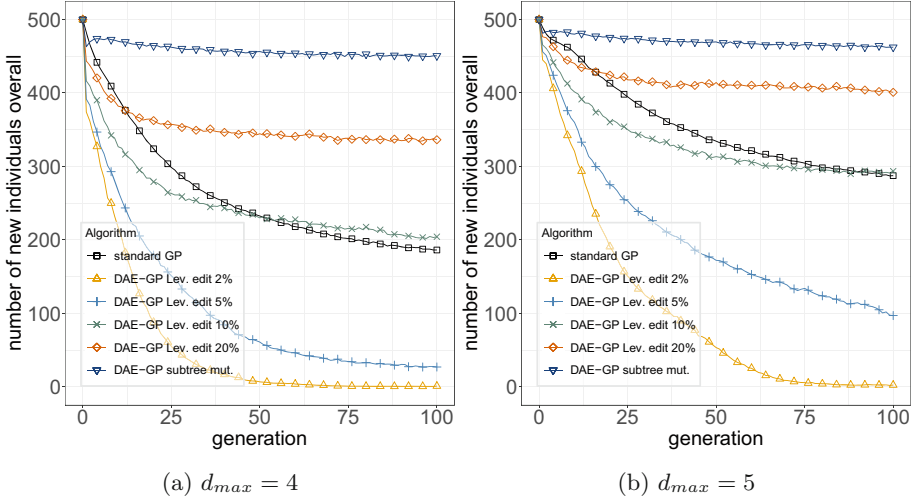 number of new individuals overall
500
400
300
200
100
0
Algorithm
standard GP
DAE−GP Lev. edit 2%
DAE−GP Lev. edit 5%
DAE−GP Lev. edit 10%
DAE−GP Lev. edit 20%
DAE−GP subtree mut.
0 25 50 75 100
generation
(a) d_max = 4
number of new individuals overall
500
400
300
200
100
0
Algorithm
standard GP
DAE−GP Lev. edit 2%
DAE−GP Lev. edit 5%
DAE−GP Lev. edit 10%
DAE−GP Lev. edit 20%
DAE−GP subtree mut.
0 25 50 75 100
generation
(b) d_max = 5